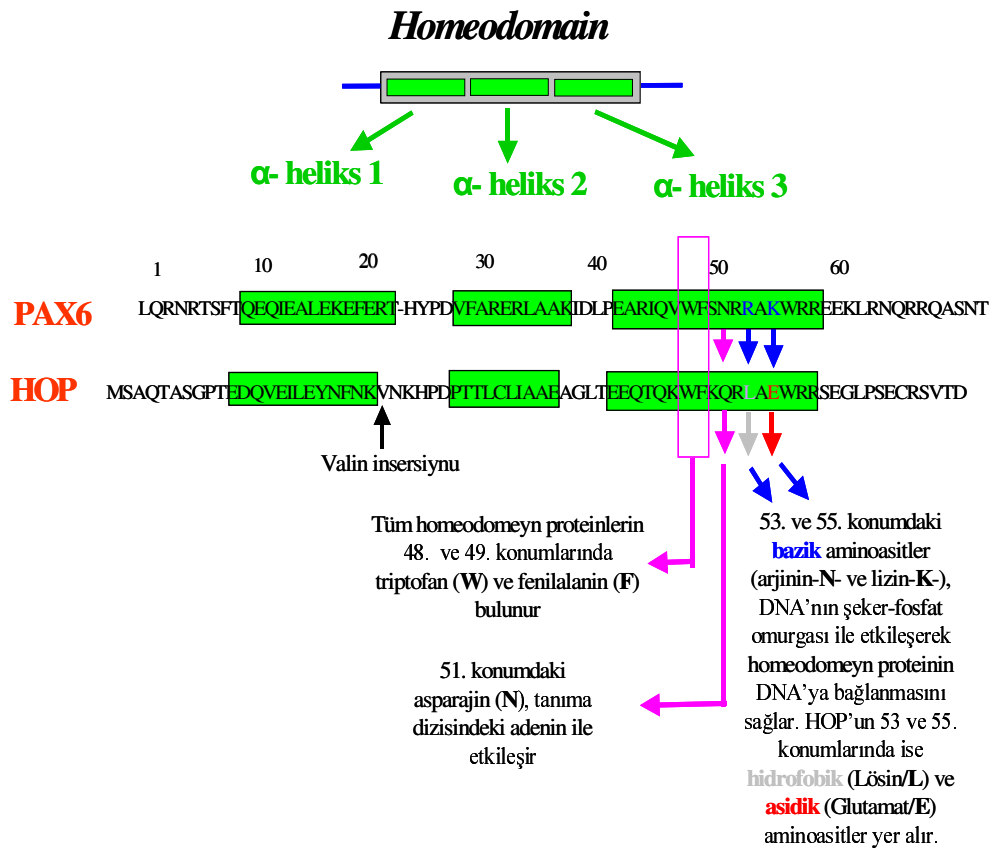 Homeodomain
α- heliks 1
α- heliks 2
α- heliks 3
1 10 20 30 40 50 60
PAX6 LQRNRTSFTQEQIEALEKEFERT-HYPDVFARERLAAKIDLPEARIQVWFSNRRAKWRREEKLRNQRRQASNT
HOP MSAQTASGPTEDQVEILEYNFNKVNKHPDPTTLCLIAAEAGLTEEQTQKWFKQRLAEWRRSEGLPSECRSVTD
Valin insersiynu
Tüm homeodomeyn proteinlerin
48. ve 49. konumlarında
triptofan (W) ve fenilalanin (F)
bulunur
51. konumdaki
asparajin (N), tanıma
dizisindeki adenin ile
etkileşir
53. ve 55. konumdaki
bazik aminoasitler
(arjinin-N- ve lizin-K-),
DNA’nın şeker-fosfat
omurgası ile etkileşerek
homeodomeyn proteinin
DNA’ya bağlanmasını
sağlar. HOP’un 53 ve 55.
konumlarında ise
hidrofobik (Lösin/L) ve
asidik (Glutamat/E)
aminoasitler yer alır.